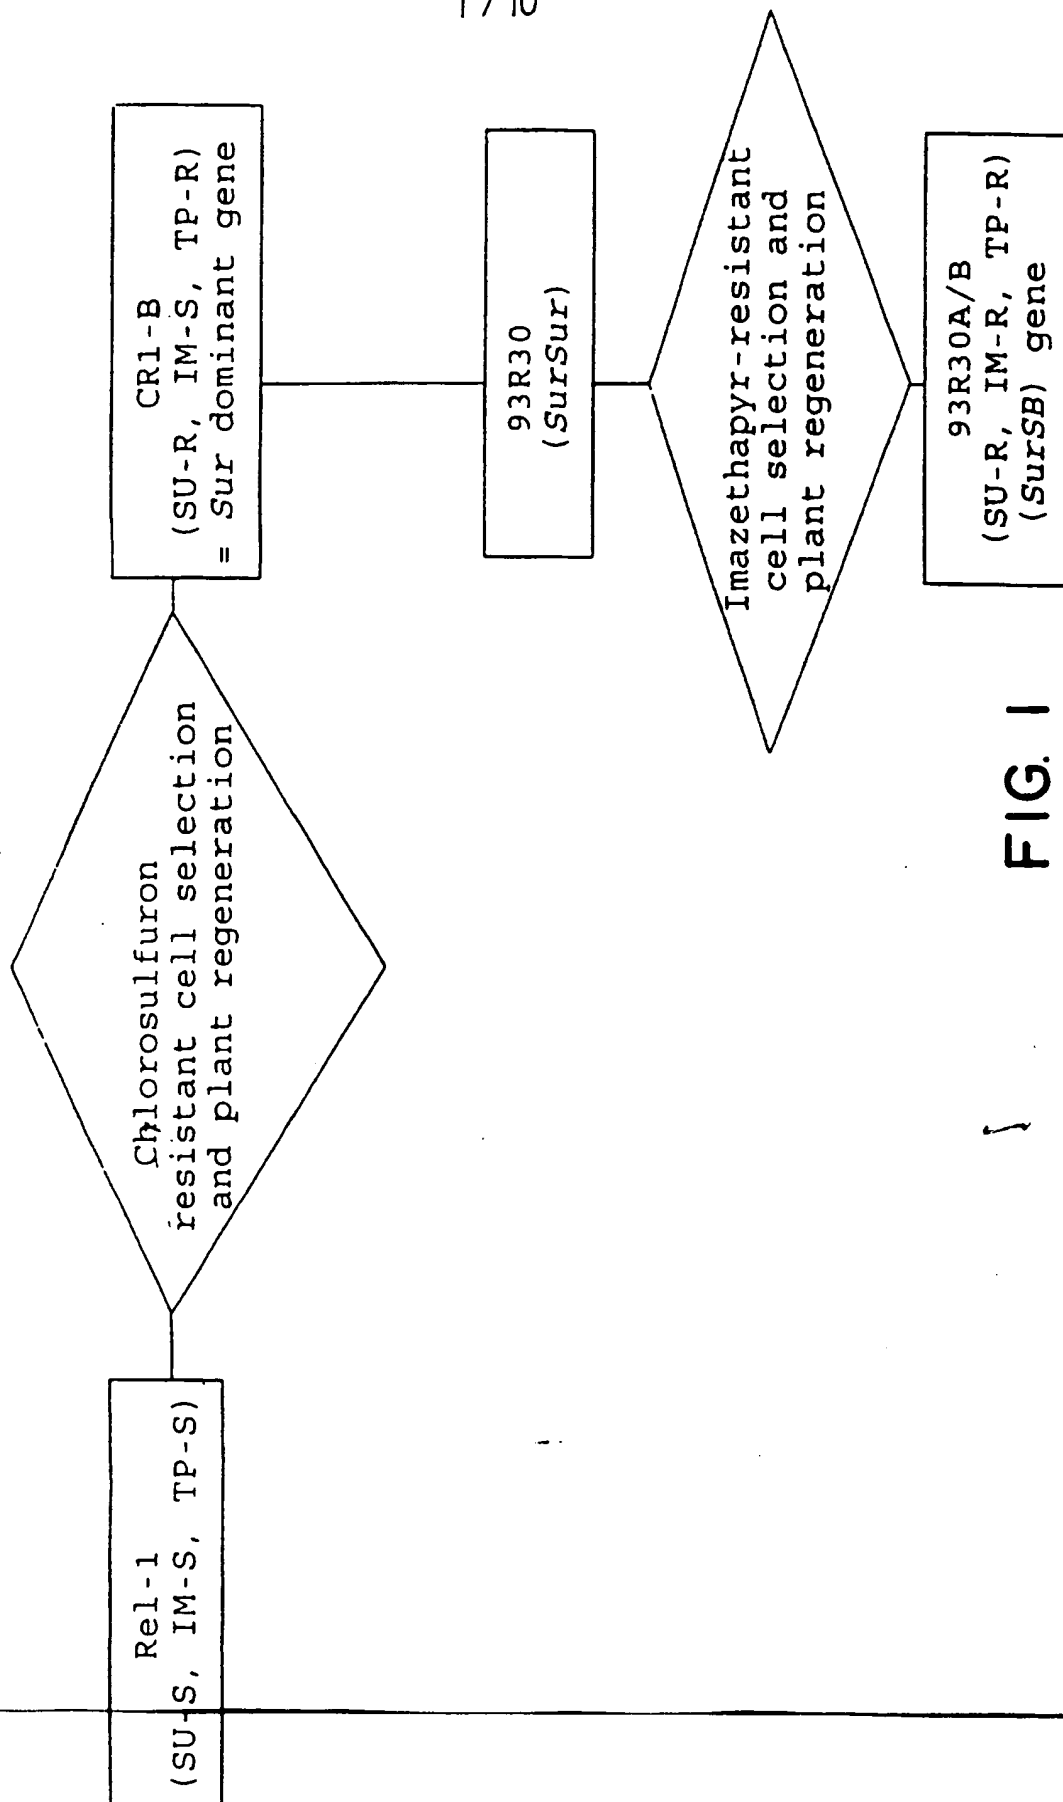 1 / 10
Rel-1
(SU-S, IM-S, TP-S)
Chlorosulfuron
resistant cell selection
and plant regeneration
CR1-B
(SU-R, IM-S, TP-R)
= Sur dominant gene
93R30
(SurSur)
Imazethapyr-resistant
cell selection and
plant regeneration
93R30A/B
(SU-R, IM-R, TP-R)
(SurSB) gene
FIG. 1